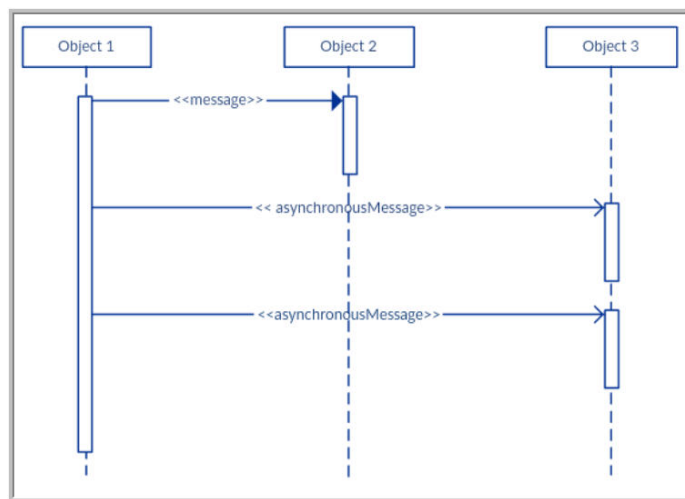 Object 1
Object 2
Object 3
<<message>>
<< asynchronousMessage>>
<<asynchronousMessage>>